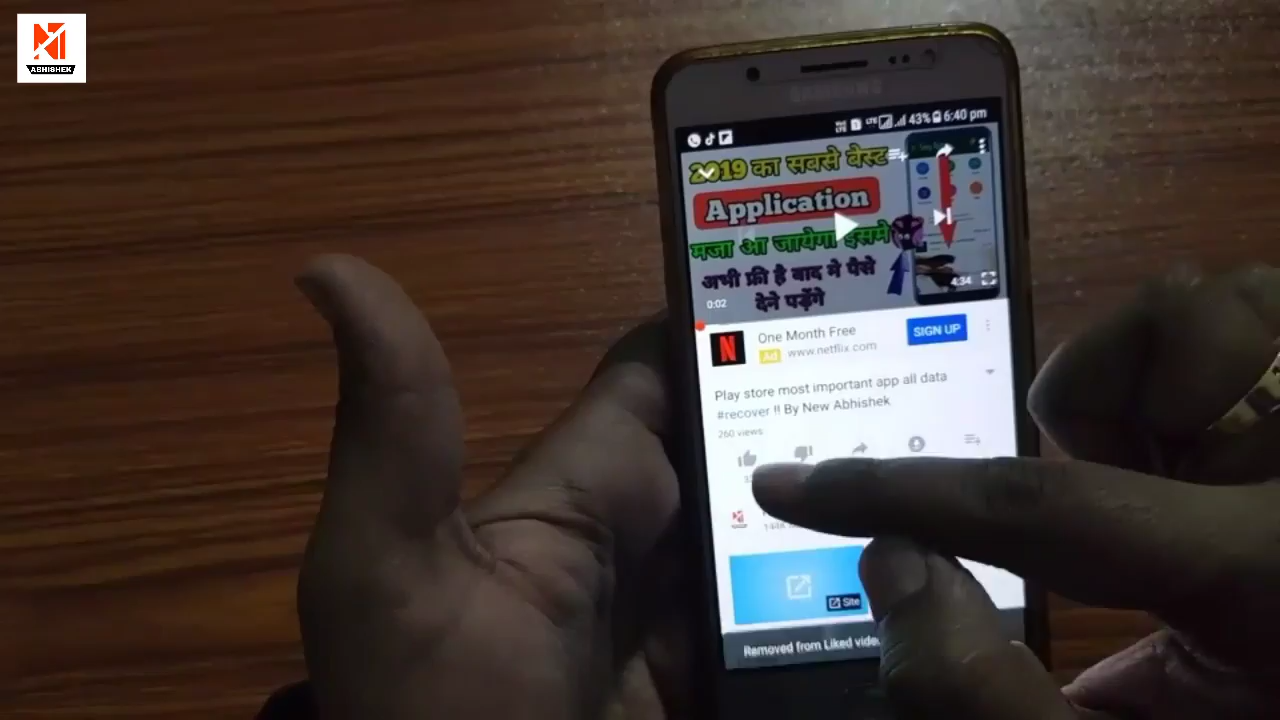 ABHISHEK
SAMSUNG
LTE 43% 6:40 pm
2019 का सबसे बेस्ट
Application
मजा आ जायेगा इसमे
अभी फ्री है बाद मे पैसे
देने पड़ेंगे
0:02
4:34
N
One Month Free
Ad www.netflix.com
SIGN UP
Play store most important app all data
#recover !! By New Abhishek
260 views
Site
Removed from Liked